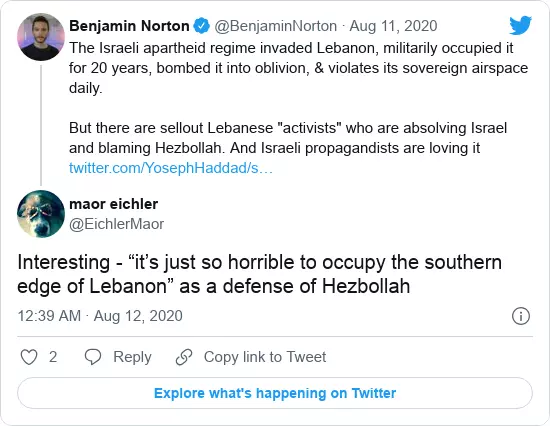 Benjamin Norton @BenjaminNorton · Aug 11, 2020
The Israeli apartheid regime invaded Lebanon, militarily occupied it
for 20 years, bombed it into oblivion, & violates its sovereign airspace
daily.
But there are sellout Lebanese "activists" who are absolving Israel
and blaming Hezbollah. And Israeli propagandists are loving it
twitter.com/YosephHaddad/s…
maor eichler
@EichlerMaor
Interesting - “it’s just so horrible to occupy the southern
edge of Lebanon” as a defense of Hezbollah
12:39 AM · Aug 12, 2020
2 Reply Copy link to Tweet
Explore what's happening on Twitter